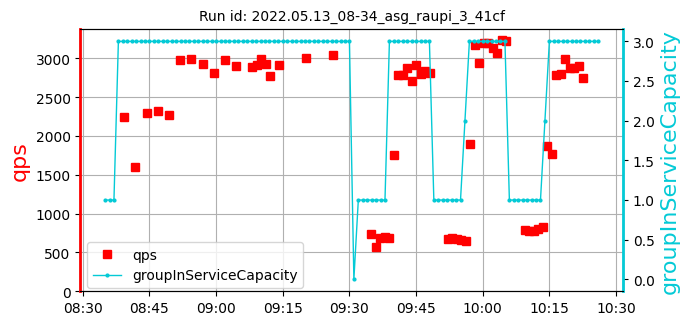 Run id: 2022.05.13_08-34_asg_raupi_3_41cf
qps
3000
2500
2000
1500
1000
500
0
3.0
2.5
2.0
1.5
1.0
0.5
0.0
groupInServiceCapacity
qps
groupInServiceCapacity
08:30 08:45 09:00 09:15 09:30 09:45 10:00 10:15 10:30